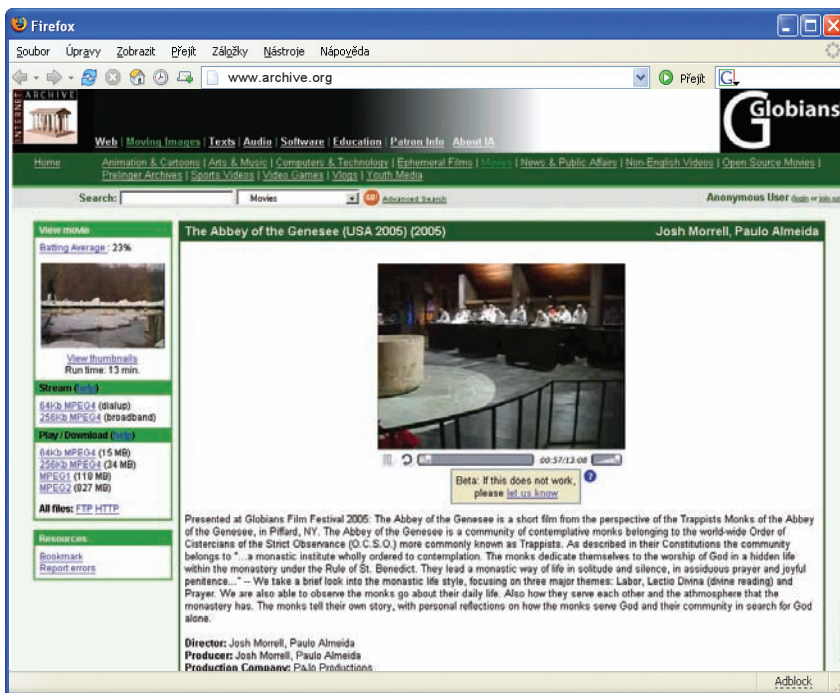 Firefox
Soubor Úpravy Zobrazit Přejít Záložky Nástroje Nápověda
www.archive.org Přejít G
INTERNET ARCHIVE
Globians
Web | Moving Images | Texts | Audio | Software | Education | Patron Info About IA
Home Animation & Cartoons | Arts & Music | Computers & Technology | Ephemeral Films | Movies | News & Public Affairs | Non-English Videos | Open Source Movies |
Prelinger Archives | Sports Videos | Video Games | Vlogs | Youth Media
Search: Movies GO! Advanced Search Anonymous User (login or join us)
View movie
Batting Average: 23%
View thumbnails
Run time: 13 min.
Stream (help)
64Kb MPEG4 (dialup)
256Kb MPEG4 (broadband)
Play / Download (help)
64Kb MPEG4 (15 MB)
256Kb MPEG4 (34 MB)
MPEG1 (118 MB)
MPEG2 (827 MB)
All files: FTP HTTP
Resources
Bookmark
Report errors
The Abbey of the Genesee (USA 2005) (2005) Josh Morrell, Paulo Almeida
00:57/13:08
Beta: If this does not work,
please let us know
?
Presented at Globians Film Festival 2005: The Abbey of the Genesee is a short film from the perspective of the Trappists Monks of the Abbey
of the Genesee, in Piffard, NY. The Abbey of the Genesee is a community of contemplative monks belonging to the world-wide Order of
Cistercians of the Strict Observance (O.C.S.O.) more commonly known as Trappists. As described in their Constitutions the community
belongs to "...a monastic institute wholly ordered to contemplation. The monks dedicate themselves to the worship of God in a hidden life
within the monastery under the Rule of St. Benedict. They lead a monastic way of life in solitude and silence, in assiduous prayer and joyful
penitence..." -- We take a brief look into the monastic life style, focusing on three major themes: Labor, Lectio Divina (divine reading) and
Prayer. We are also able to observe the monks go about their daily life. Also how they serve each other and the athmosphere that the
monastery has. The monks tell their own story, with personal reflections on how the monks serve God and their community in search for God
alone.
Director: Josh Morrell, Paulo Almeida
Producer: Josh Morrell, Paulo Almeida
Production Company: PaJo Productions
Adblock